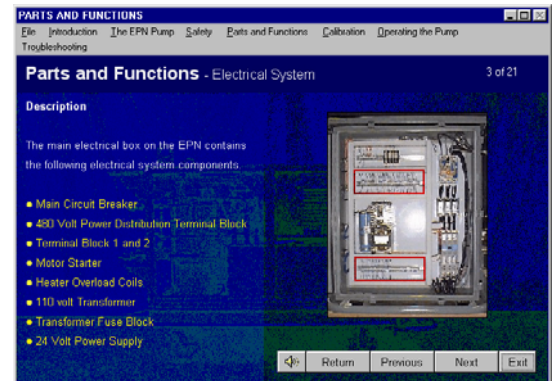 PARTS AND FUNCTIONS
File Introduction The EPN Pump Safety Parts and Functions Calibration Operating the Pump
Troubleshooting
Parts and Functions - Electrical System 3 of 21
Description
The main electrical box on the EPN contains
the following electrical system components.
Main Circuit Breaker
480 Volt Power Distribution Terminal Block
Terminal Block 1 and 2
Motor Starter
Heater Overload Coils
110 volt Transformer
Transformer Fuse Block
24 Volt Power Supply
Return Previous Next Exit